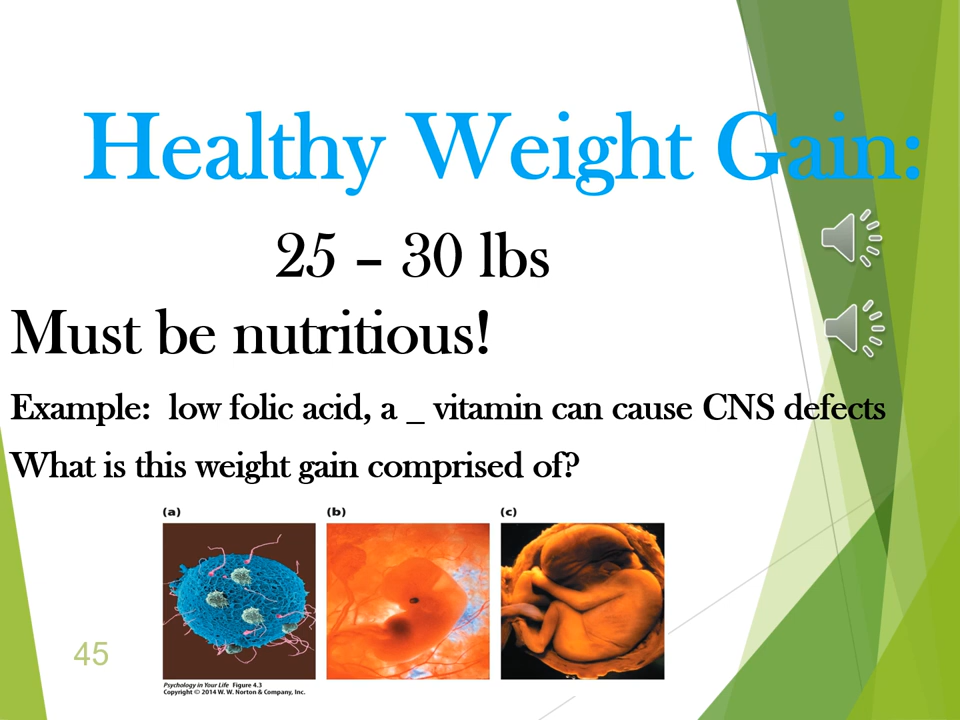 Healthy Weight Gain:
25 – 30 lbs
Must be nutritious!
Example:  low folic acid, a _ vitamin can cause CNS defects
What is this weight gain comprised of?
(a) (b) (c)
45
Psychology in Your Life Figure 4.3
Copyright © 2014 W. W. Norton & Company, Inc.